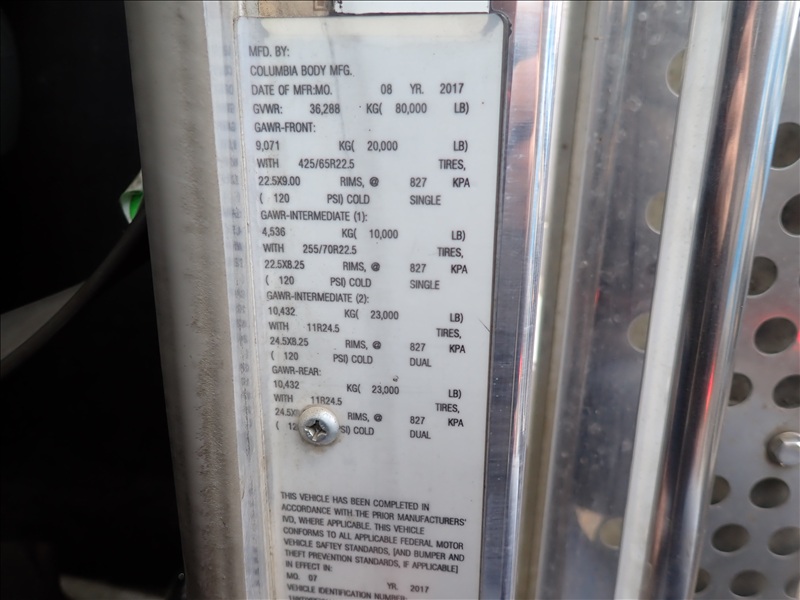 MFD. BY:
COLUMBIA BODY MFG.
DATE OF MFR:MO. 08 YR. 2017
GVWR: 36,288 KG( 80,000 LB)
GAWR-FRONT:
9,071 KG( 20,000 LB)
WITH 425/65R22.5 TIRES,
22.5X9.00 RIMS, @ 827 KPA
( 120 PSI) COLD SINGLE
GAWR-INTERMEDIATE (1):
4,536 KG( 10,000 LB)
WITH 255/70R22.5 TIRES,
22.5X8.25 RIMS, @ 827 KPA
( 120 PSI) COLD SINGLE
GAWR-INTERMEDIATE (2):
10,432 KG( 23,000 LB)
WITH 11R24.5 TIRES,
24.5X8.25 RIMS, @ 827 KPA
( 120 PSI) COLD DUAL
GAWR-REAR:
10,432 KG( 23,000 LB)
WITH 11R24.5 TIRES,
RIMS, @ 827 KPA
COLD DUAL
THIS VEHICLE HAS BEEN COMPLETED IN
ACCORDANCE WITH THE PRIOR MANUFACTURERS'
IVD, WHERE APPLICABLE. THIS VEHICLE
CONFORMS TO ALL APPLICABLE FEDERAL MOTOR
VEHICLE SAFTEY STANDARDS, [AND BUMPER AND
THEFT PREVENTION STANDARDS, IF APPLICABLE]
IN EFFECT IN:
MO. 07 YR. 2017
VEHICLE IDENTIFICATION NUMBER: